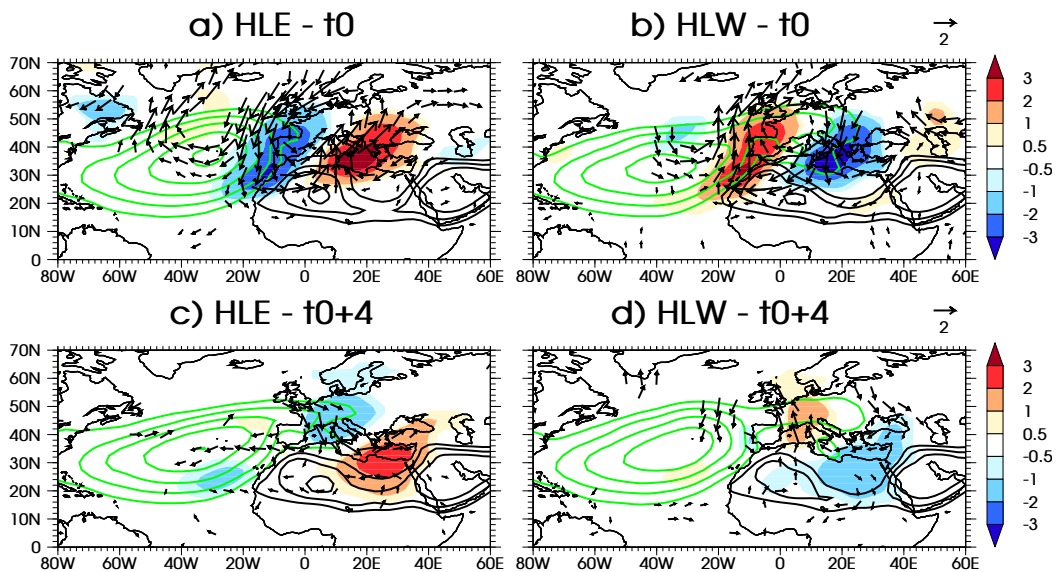 a) HLE - t0
b) HLW - t0
2
70N
60N
50N
40N
30N
20N
10N
0
80W 60W 40W 20W 0 20E 40E 60E
80W 60W 40W 20W 0 20E 40E 60E
3
2
1
0.5
-0.5
-1
-2
-3
c) HLE - t0+4
d) HLW - t0+4
2
70N
60N
50N
40N
30N
20N
10N
0
80W 60W 40W 20W 0 20E 40E 60E
80W 60W 40W 20W 0 20E 40E 60E
3
2
1
0.5
-0.5
-1
-2
-3